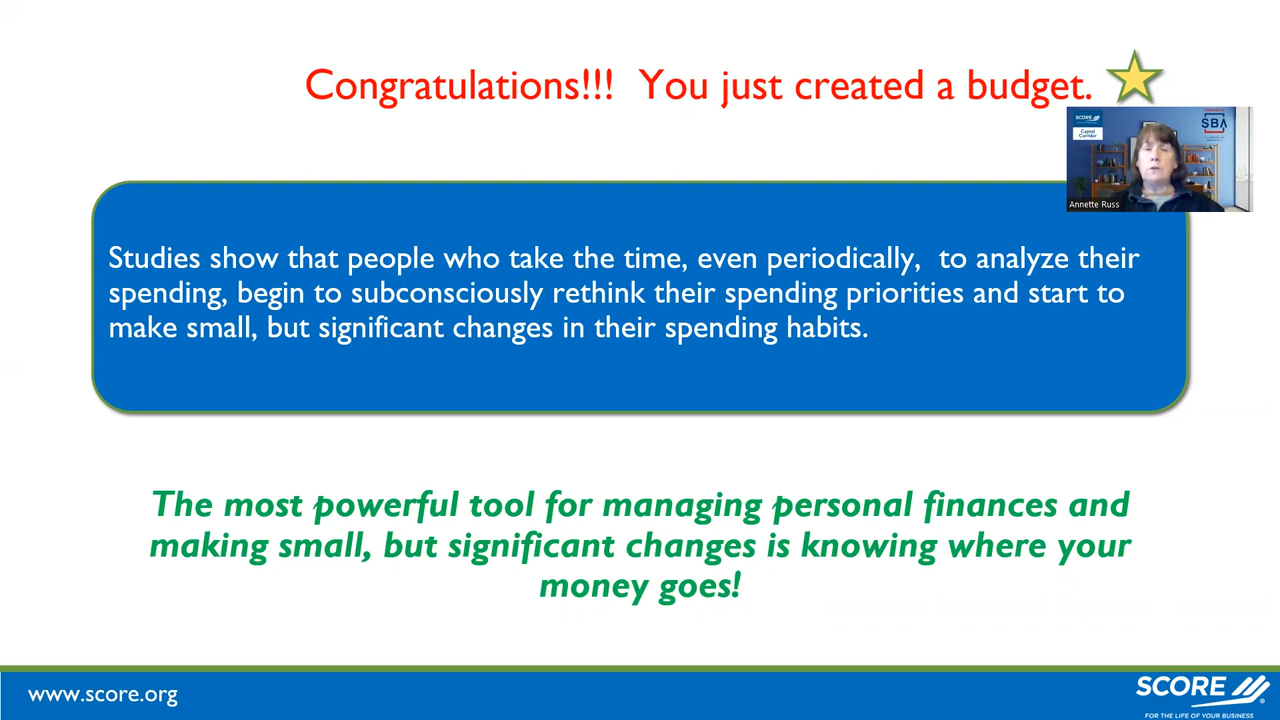 Congratulations!!!  You just created a budget.
SCORE
Capital
Corridor
SBA
Annette Russ
Studies show that people who take the time, even periodically,  to analyze their
spending, begin to subconsciously rethink their spending priorities and start to
make small, but significant changes in their spending habits.
The most powerful tool for managing personal finances and
making small, but significant changes is knowing where your
money goes!
www.score.org
SCORE
FOR THE LIFE OF YOUR BUSINESS